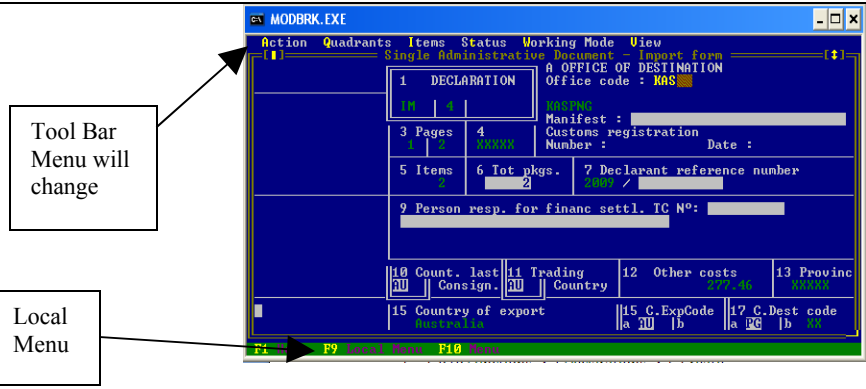 MODBRK.EXE
Action Quadrants Items Status Working Mode View
Single Administrative Document - Import form
A OFFICE OF DESTINATION
1 DECLARATION
Office code : KAS
IM 4
KASPNG
Manifest :
3 Pages 4
Customs registration
1 2 XXXXX
Number : Date :
5 Items 6 Tot pkgs. 7 Declarant reference number
2 2 2009 /
9 Person resp. for financ settl. TC Nº:
10 Count. last 11 Trading 12 Other costs 13 Provinc
AU Consign. AU Country 277.46 XXXXX
15 Country of export 15 C.ExpCode 17 C.Dest code
Australia a AU b a PG b XX
F1 F9 Local Menu F10 Menu
Tool Bar
Menu will
change
Local
Menu